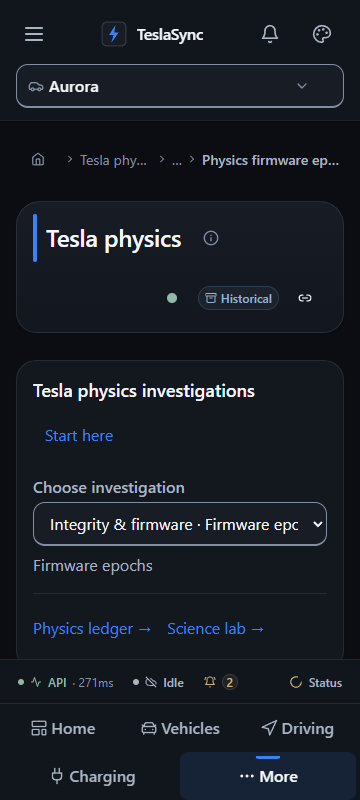 TeslaSync
Aurora
Tesla phy... > ... > Physics firmware ep...
Tesla physics
Historical
Tesla physics investigations
Start here
Choose investigation
Integrity & firmware · Firmware epc
Firmware epochs
Physics ledger → Science lab →
API · 271ms Idle 2 Status
Home Vehicles Driving
Charging ··· More